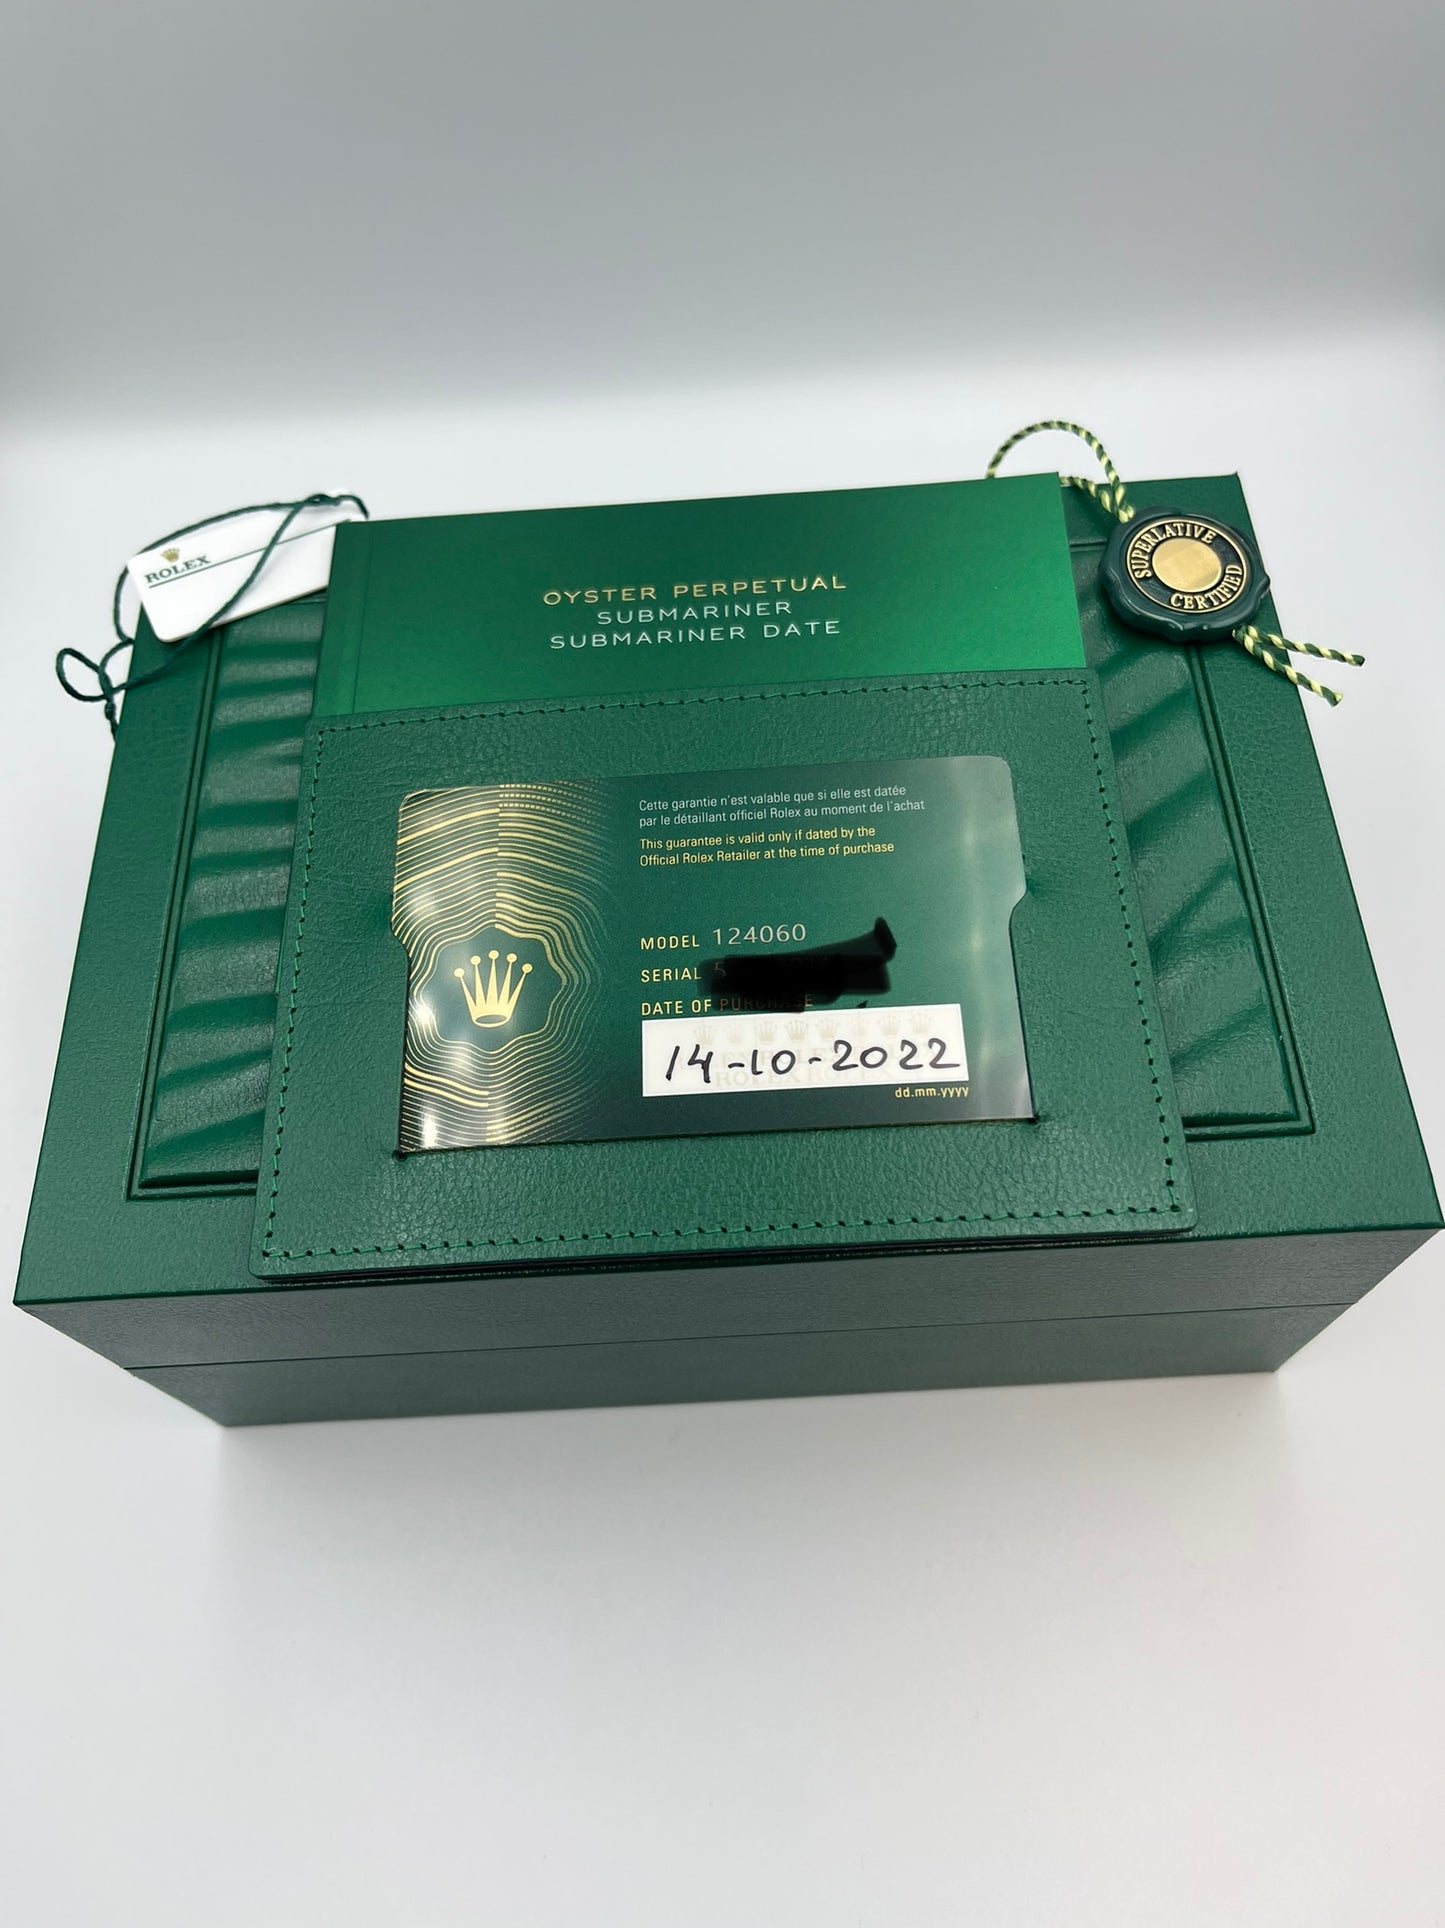 ROLEX
OYSTER PERPETUAL
SUBMARINER
SUBMARINER DATE
SUPERLATIVE
CERTIFIED
Cette garantie n'est valable que si elle est datée
par le détaillant officiel Rolex au moment de l'achat
This guarantee is valid only if dated by the
Official Rolex Retailer at the time of purchase
MODEL 124060
SERIAL 5
DATE OF PURCHASE
14-10-2022
dd.mm.yyyy